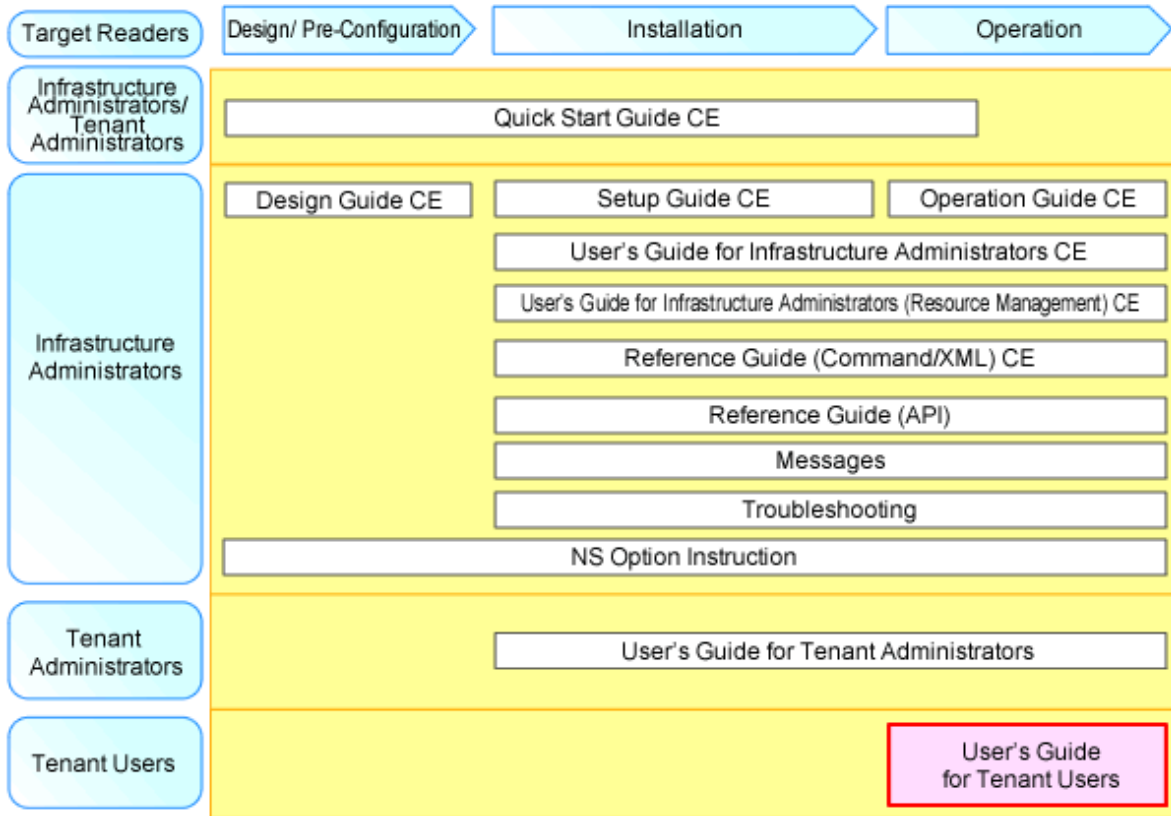 Target Readers
Design/ Pre-Configuration
Installation
Operation
Infrastructure
Administrators/
Tenant
Administrators
Quick Start Guide CE
Infrastructure
Administrators
Design Guide CE
Setup Guide CE
Operation Guide CE
User's Guide for Infrastructure Administrators CE
User's Guide for Infrastructure Administrators (Resource Management) CE
Reference Guide (Command/XML) CE
Reference Guide (API)
Messages
Troubleshooting
NS Option Instruction
Tenant
Administrators
User's Guide for Tenant Administrators
Tenant Users
User's Guide
for Tenant Users